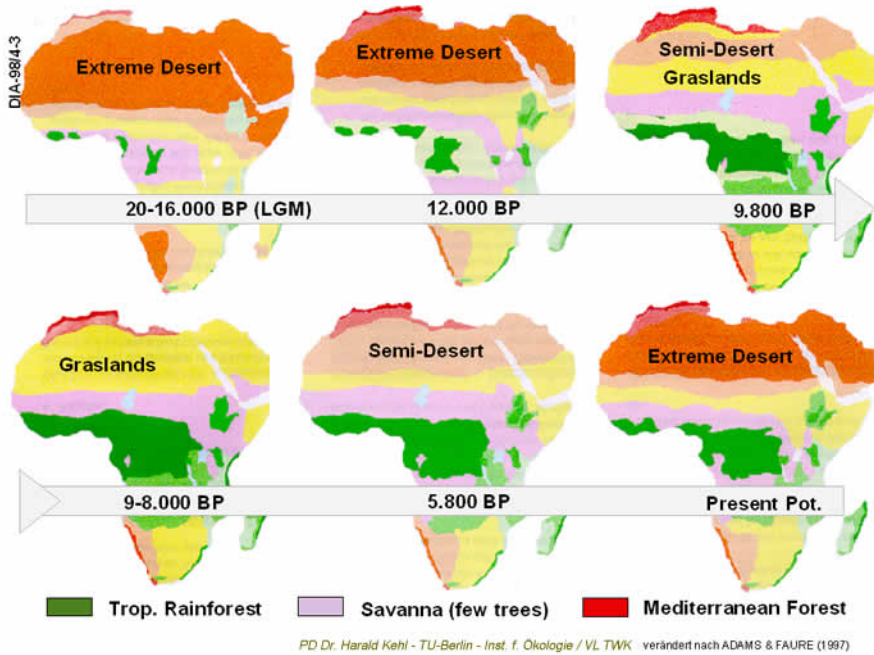 DIA-98/4-3
Extreme Desert
Extreme Desert
Semi-Desert
Graslands
20-16.000 BP (LGM)
12.000 BP
9.800 BP
Graslands
Semi-Desert
Extreme Desert
9-8.000 BP
5.800 BP
Present Pot.
Trop. Rainforest
Savanna (few trees)
Mediterranean Forest
PD Dr. Harald Kehl - TU-Berlin - Inst. f. Ökologie / VL TWK verändert nach ADAMS & FAURE (1997)